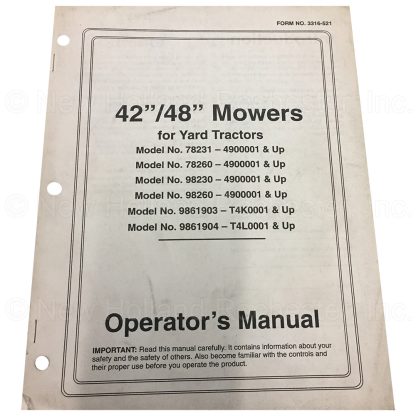 FORM NO. 3316-521
42”/48” Mowers
for Yard Tractors
Model No. 78231 – 4900001 & Up
Model No. 78260 – 4900001 & Up
Model No. 98230 – 4900001 & Up
Model No. 98260 – 4900001 & Up
Model No. 9861903 – T4K0001 & Up
Model No. 9861904 – T4L0001 & Up
Operator’s Manual
IMPORTANT: Read this manual carefully. It contains information about your
safety and the safety of others. Also become familiar with the controls and
their proper use before you operate the product.